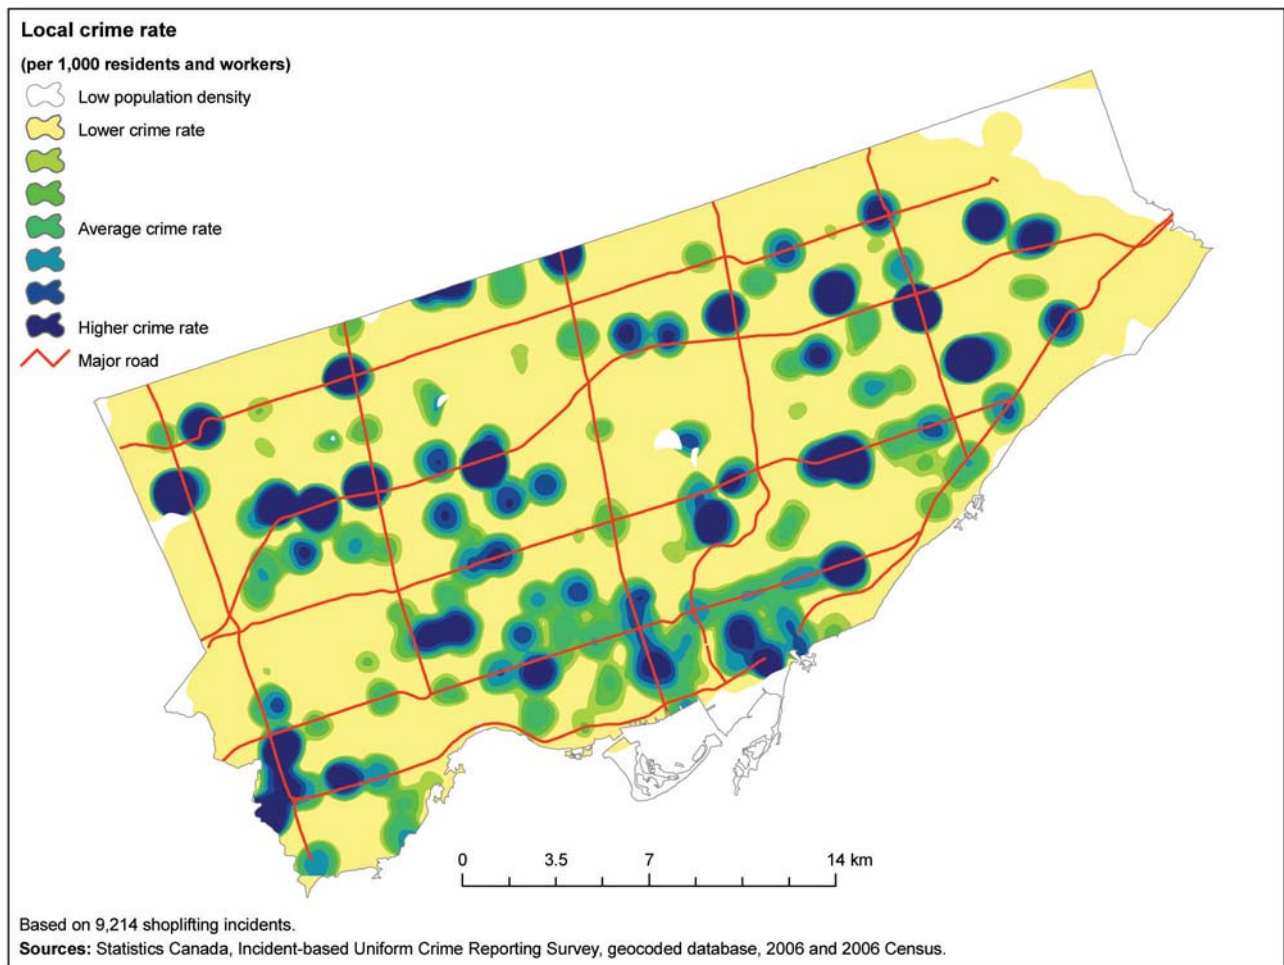 Local crime rate
(per 1,000 residents and workers)
Low population density
Lower crime rate
Average crime rate
Higher crime rate
Major road
0 3.5 7 14 km
Based on 9,214 shoplifting incidents.
Sources: Statistics Canada, Incident-based Uniform Crime Reporting Survey, geocoded database, 2006 and 2006 Census.